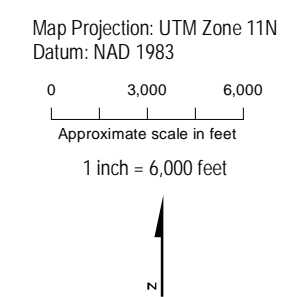 Map Projection: UTM Zone 11N
Datum: NAD 1983
0 3,000 6,000
Approximate scale in feet
1 inch = 6,000 feet
N